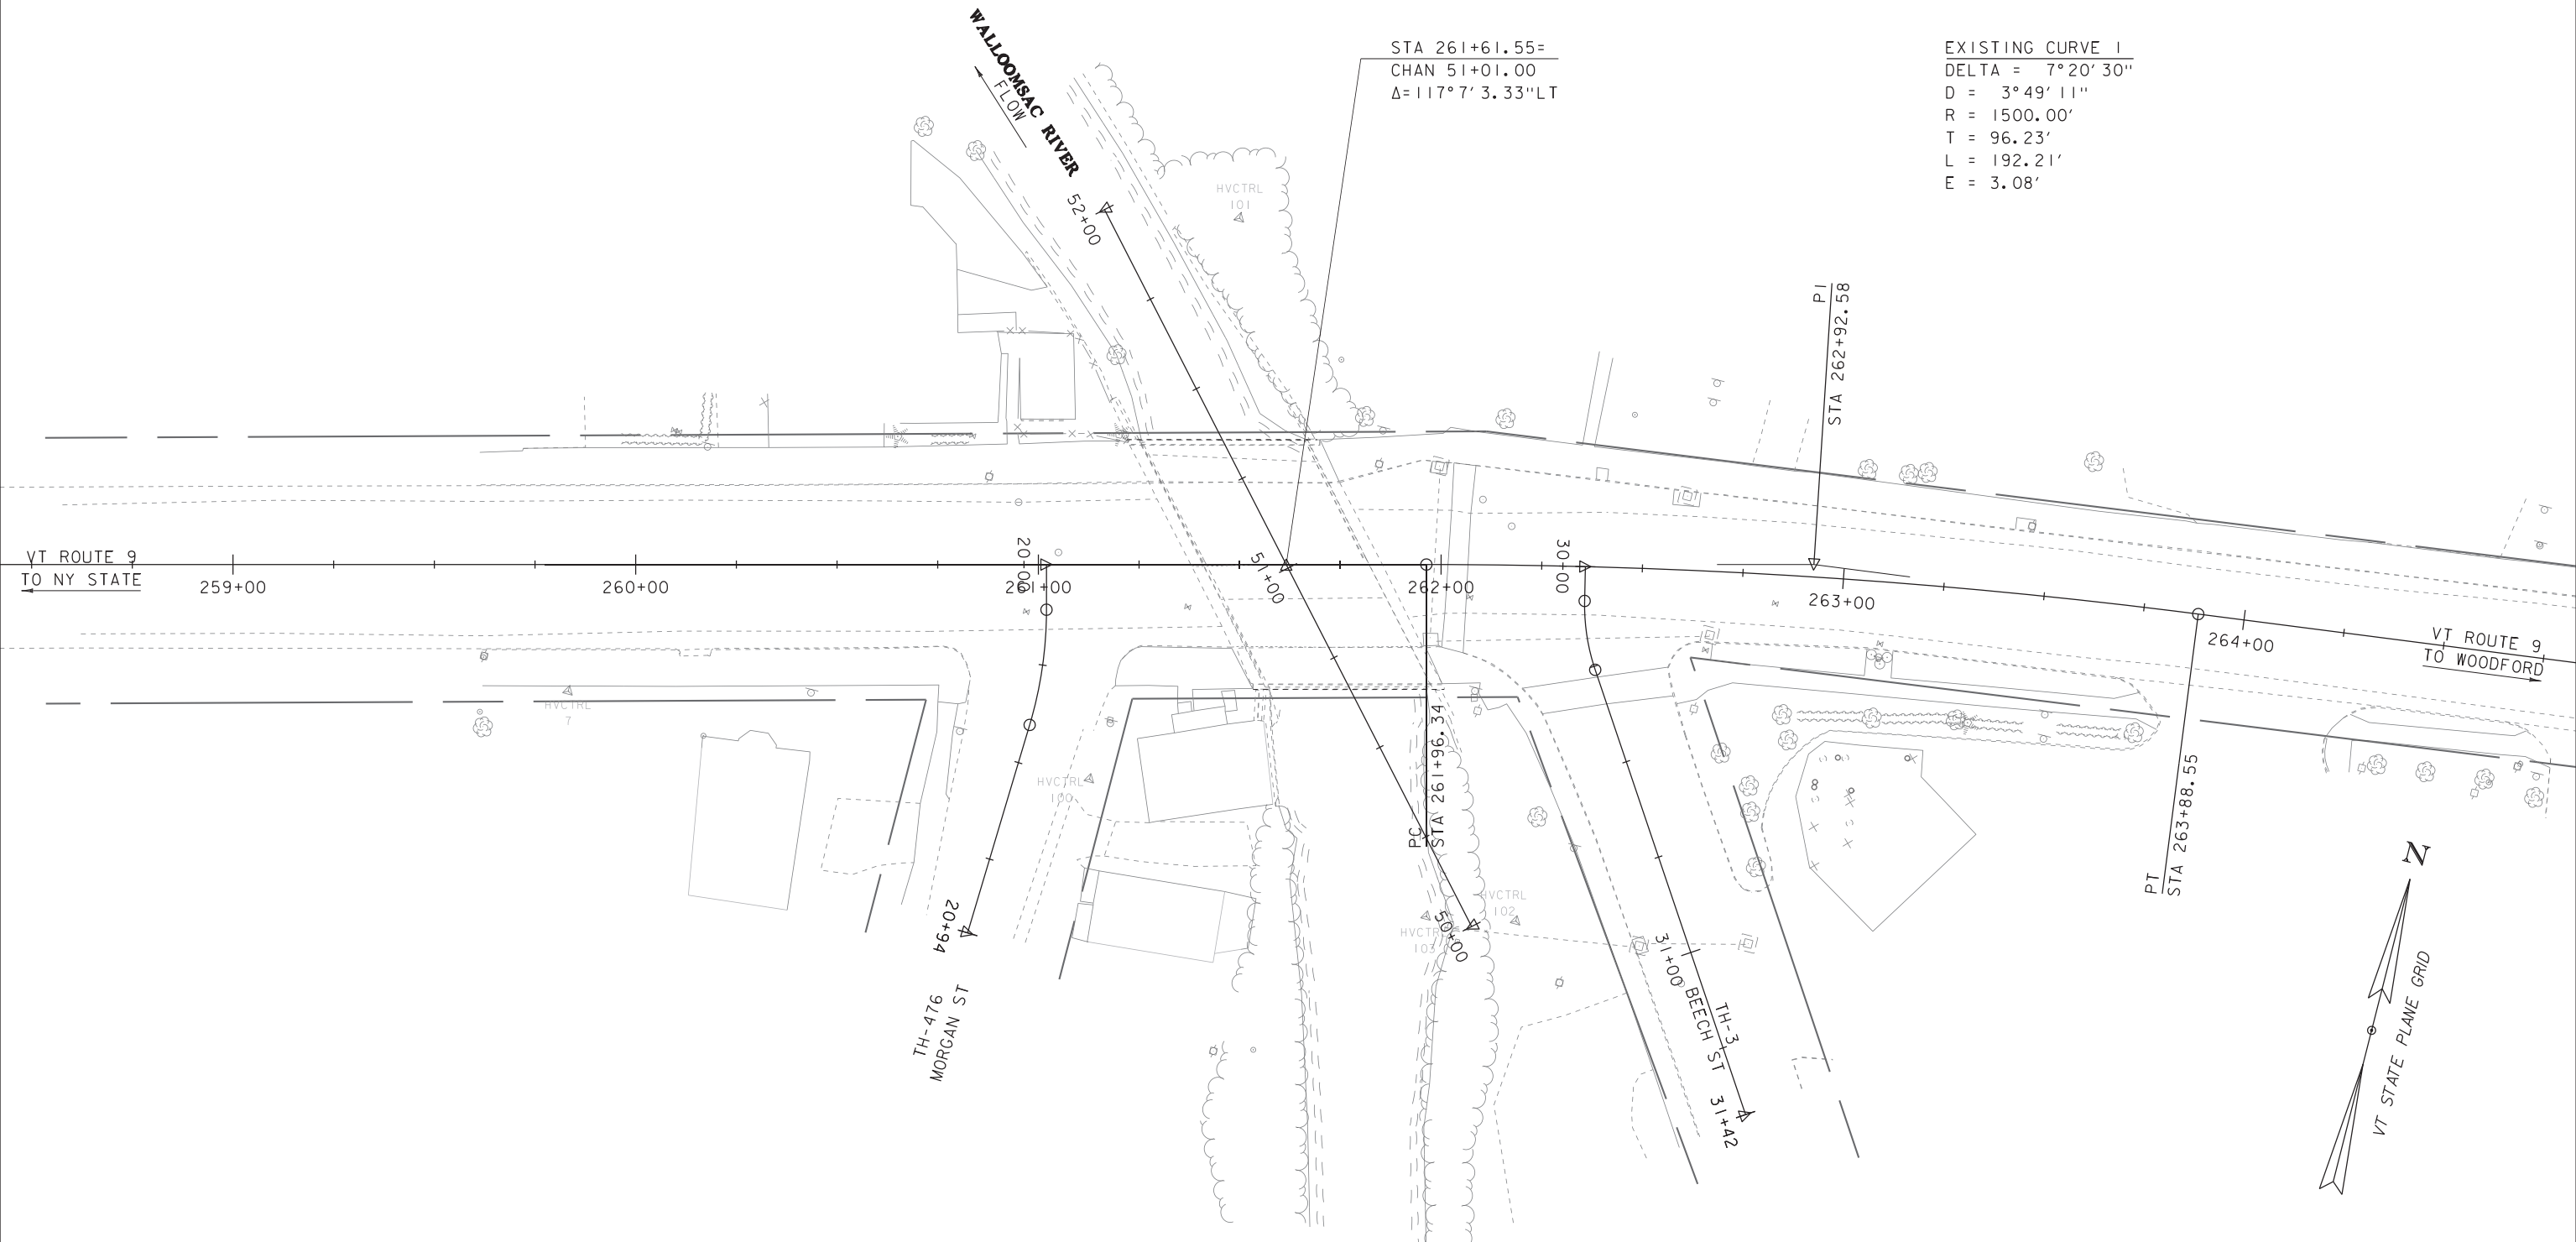 WALLOOMSAC RIVER
FLOW
STA 261+61.55=
CHAN 51+01.00
Δ=117°7'3.33"LT
EXISTING CURVE 1
DELTA = 7°20'30"
D = 3°49'11"
R = 1500.00'
T = 96.23'
L = 192.21'
E = 3.08'
HVCTRL
101
52+00
PI
STA 262+92.58
VT ROUTE 9
TO NY STATE
259+00
260+00
20+00
261+00
51+00
262+00
30+00
263+00
264+00
VT ROUTE 9
TO WOODFORD
HVCTRL
7
HVCTRL
100
PC
STA 261+96.34
PT
STA 263+88.55
HVCTRL
102
HVCTRL
103
50+00
20+94
TH-476
MORGAN ST
31+00
BEECH ST
TH-3
31+42
N
VT STATE PLANE GRID